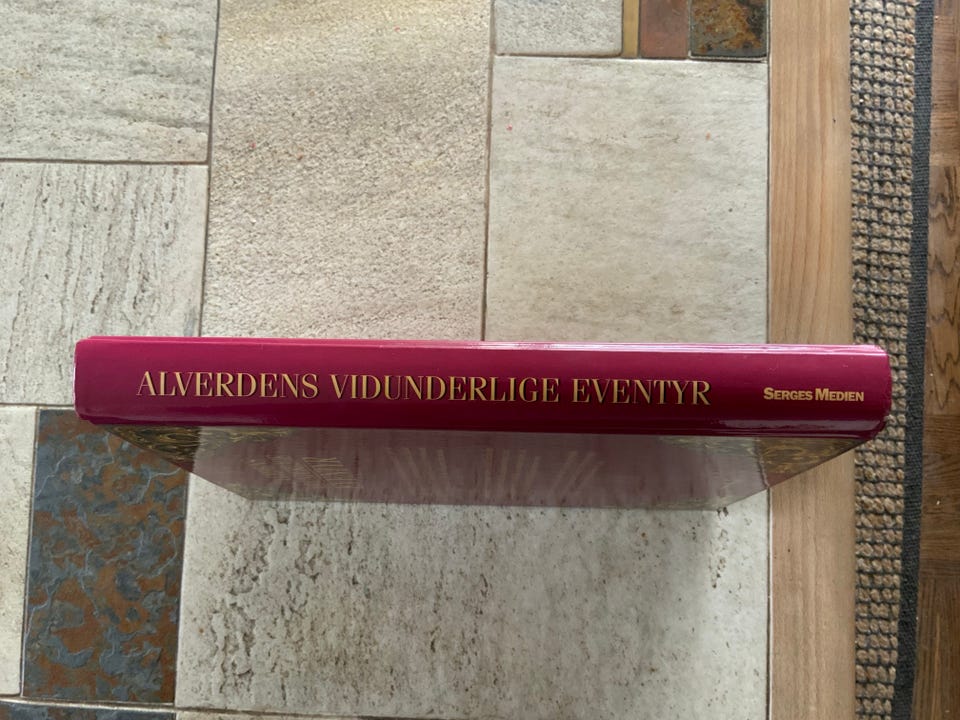 ALVERDENS VIDUNDERLIGE EVENTYR
SERGES MEDIEN